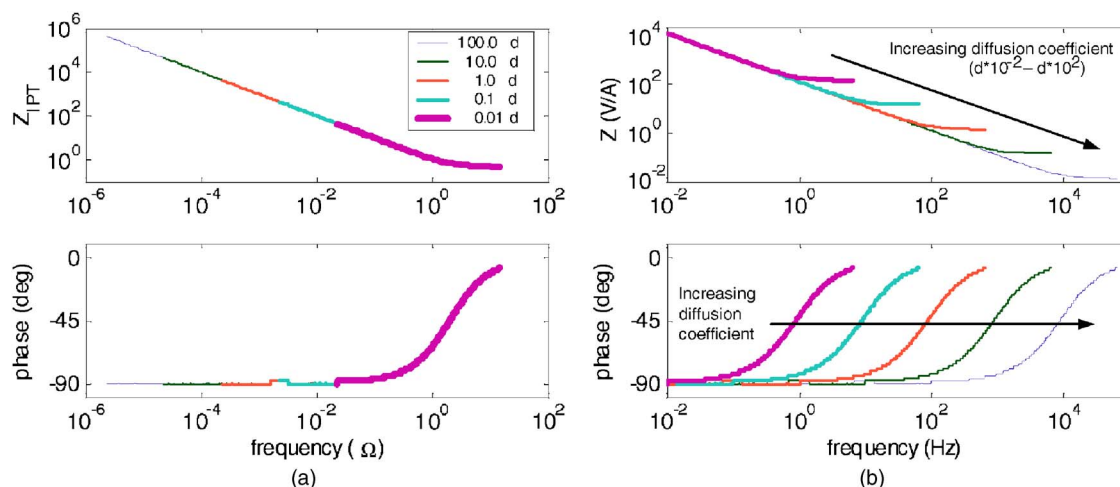 10^6
10^4
10^2
10^0
Z_IPT
100.0 d
10.0 d
1.0 d
0.1 d
0.01 d
10^-6
10^-4
10^-2
10^0
10^2
0
-45
-90
phase (deg)
10^-6
10^-4
10^-2
10^0
10^2
frequency ( Ω)
(a)
10^4
10^2
10^0
10^-2
Z (V/A)
Increasing diffusion coefficient
(d*10^-2 – d*10^2)
10^-2
10^0
10^2
10^4
0
-45
-90
phase (deg)
Increasing
diffusion
coefficient
10^-2
10^0
10^2
10^4
frequency (Hz)
(b)